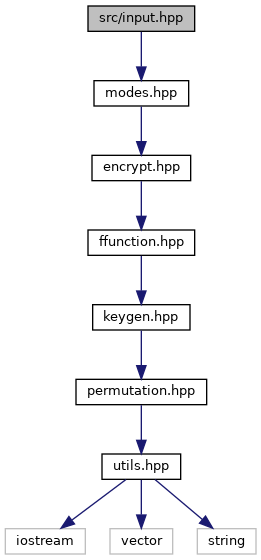 src/input.hpp
modes.hpp
encrypt.hpp
ffunction.hpp
keygen.hpp
permutation.hpp
utils.hpp
iostream
vector
string